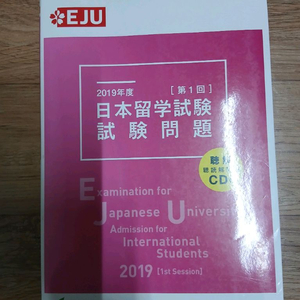 EJU
2019年度
[第1回]
日本留学試験
試験問題
CD
Examination for
Japanese University
Admission for
International
Students
2019 [1st Session]